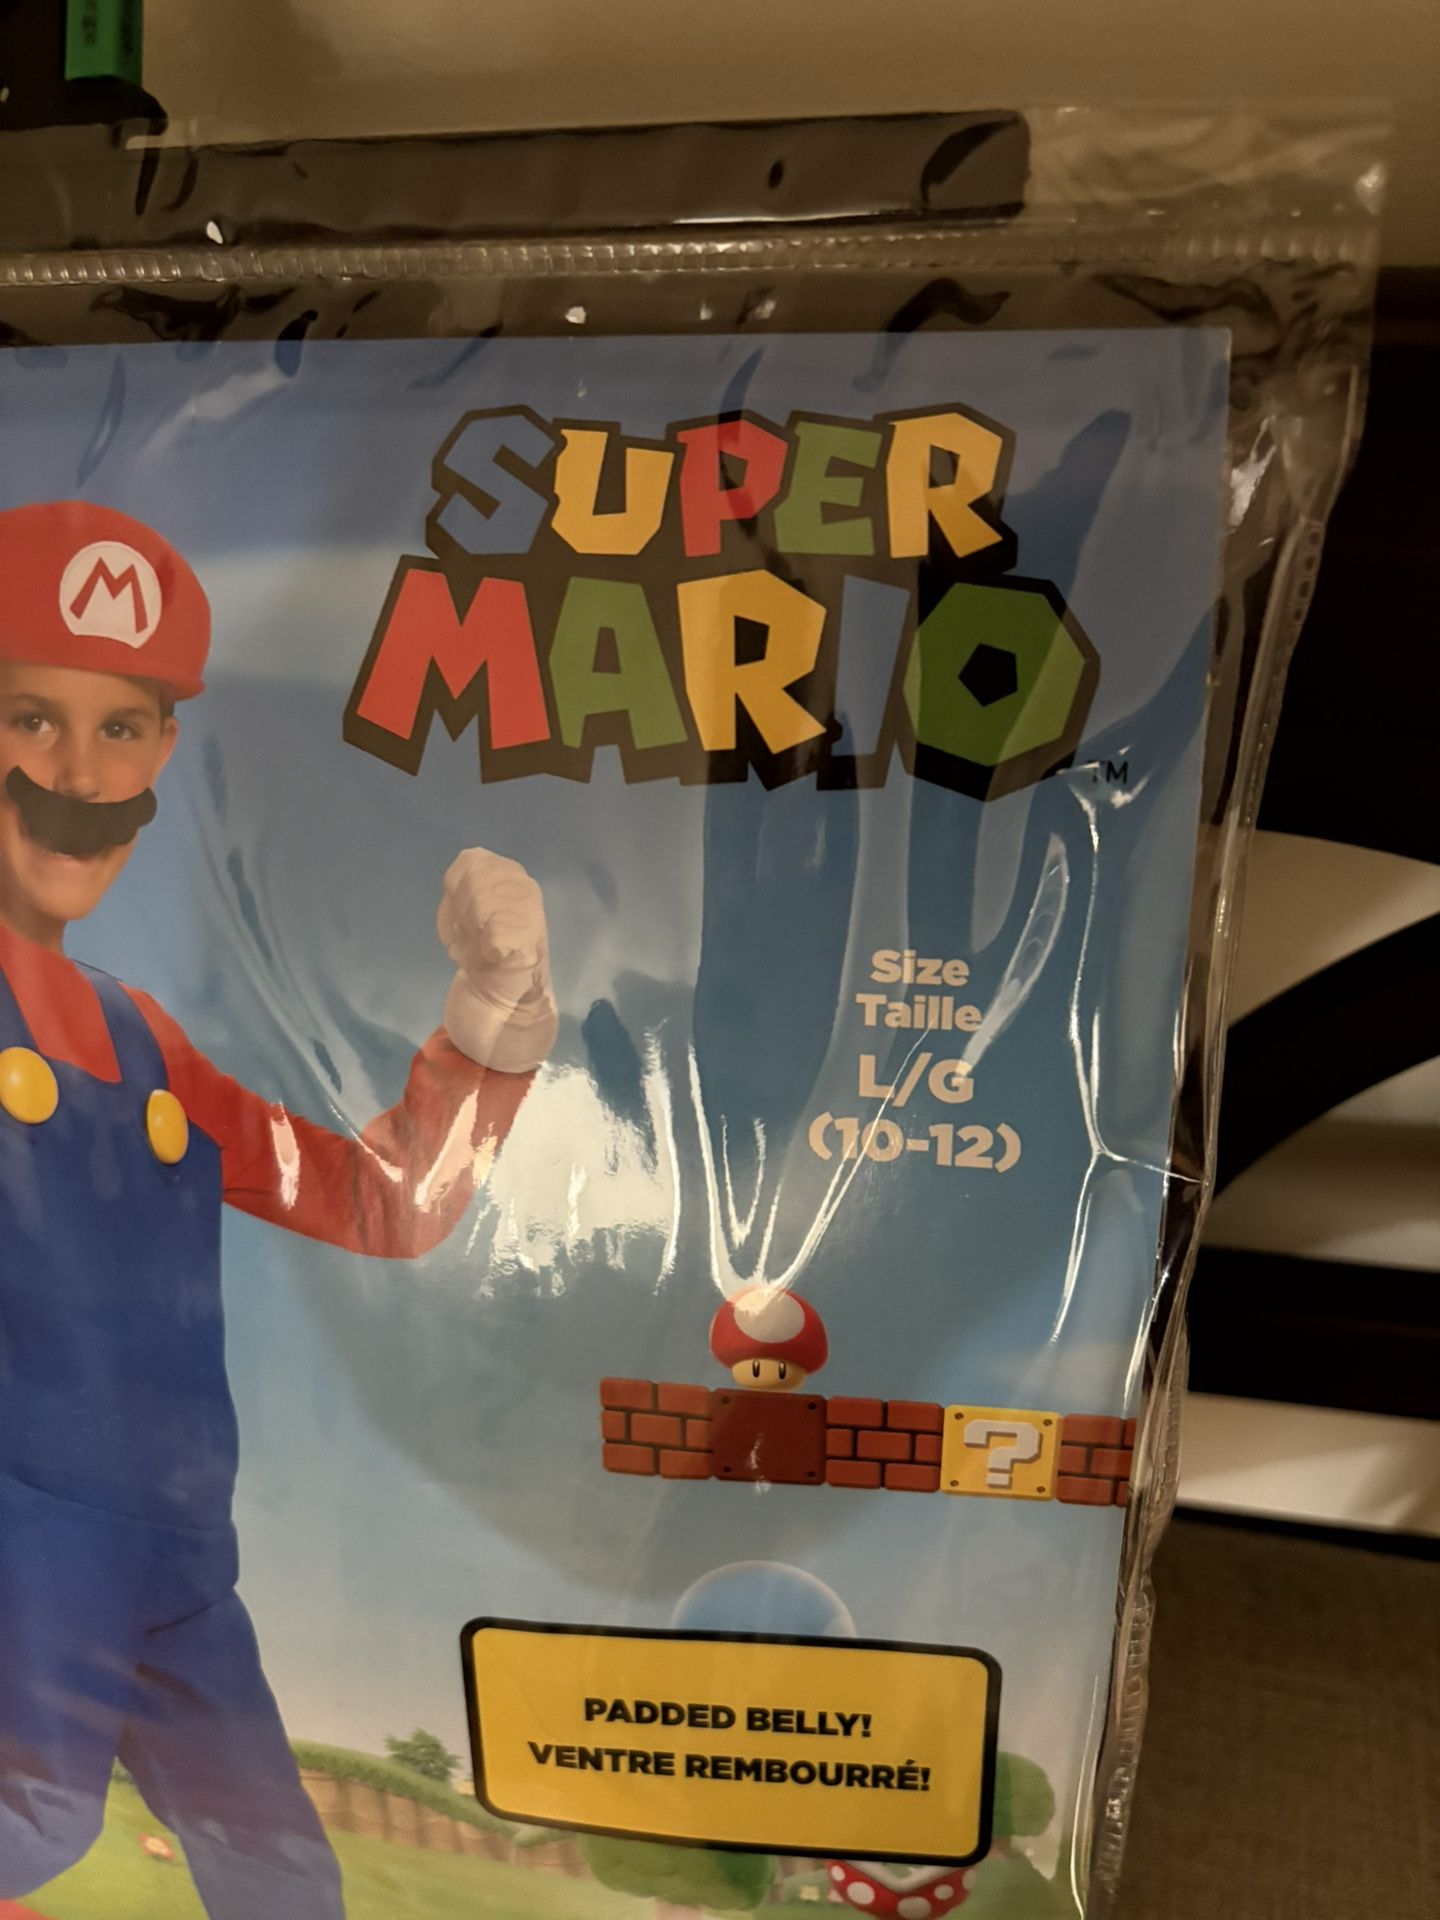 M
SUPER
MARIO
TM
Size
Taille
L/G
(10-12)
?
PADDED BELLY!
VENTRE REMBOURRÉ!